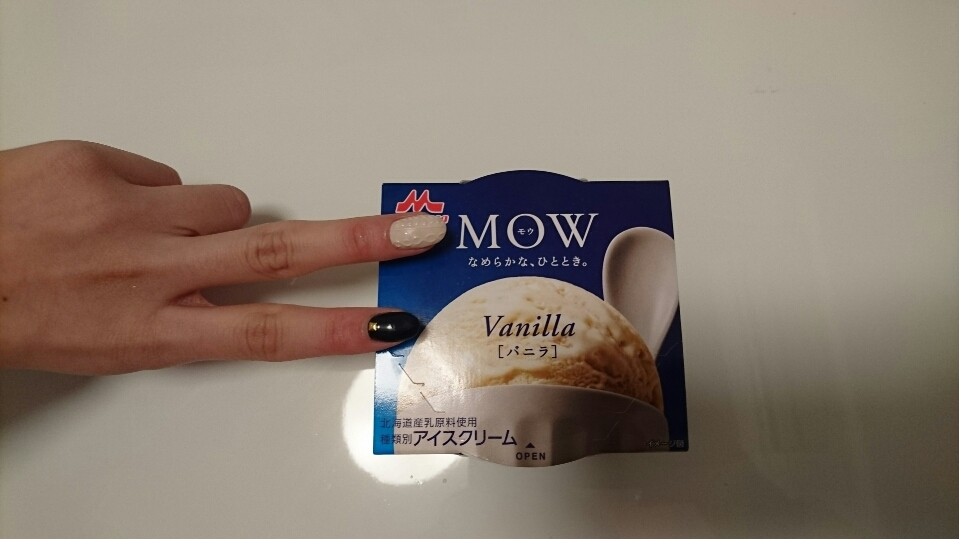 MOW
モウ
なめらかな、ひととき。
Vanilla
[バニラ]
北海道産乳原料使用
種類別 アイスクリーム
OPEN